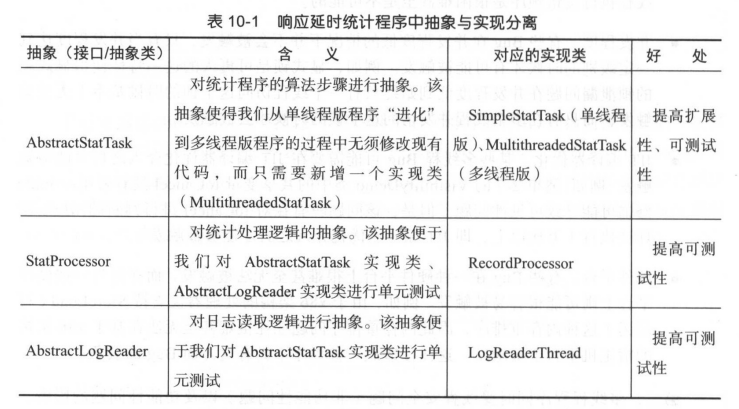 表 10-1 响应延时统计程序中抽象与实现分离
抽象（接口/抽象类） 含 义 对应的实现类 好 处
AbstractStatTask
对统计程序的算法步骤进行抽象。该
抽象使得我们从单线程版程序“进化”
到多线程版程序的过程中无须修改现有
代码，而只需要新增一个实现类
（MultithreadedStatTask）
SimpleStatTask（单线程
版）、MultithreadedStatTask
（多线程版）
提高扩展
性、可测试
性
StatProcessor
对统计处理逻辑的抽象。该抽象便于
我们对 AbstractStatTask 实现类、
AbstractLogReader 实现类进行单元测试
RecordProcessor
提高可测
试性
AbstractLogReader
对日志读取逻辑进行抽象。该抽象便
于我们对 AbstractStatTask 实现类进行单
元测试
LogReaderThread
提高可测
试性